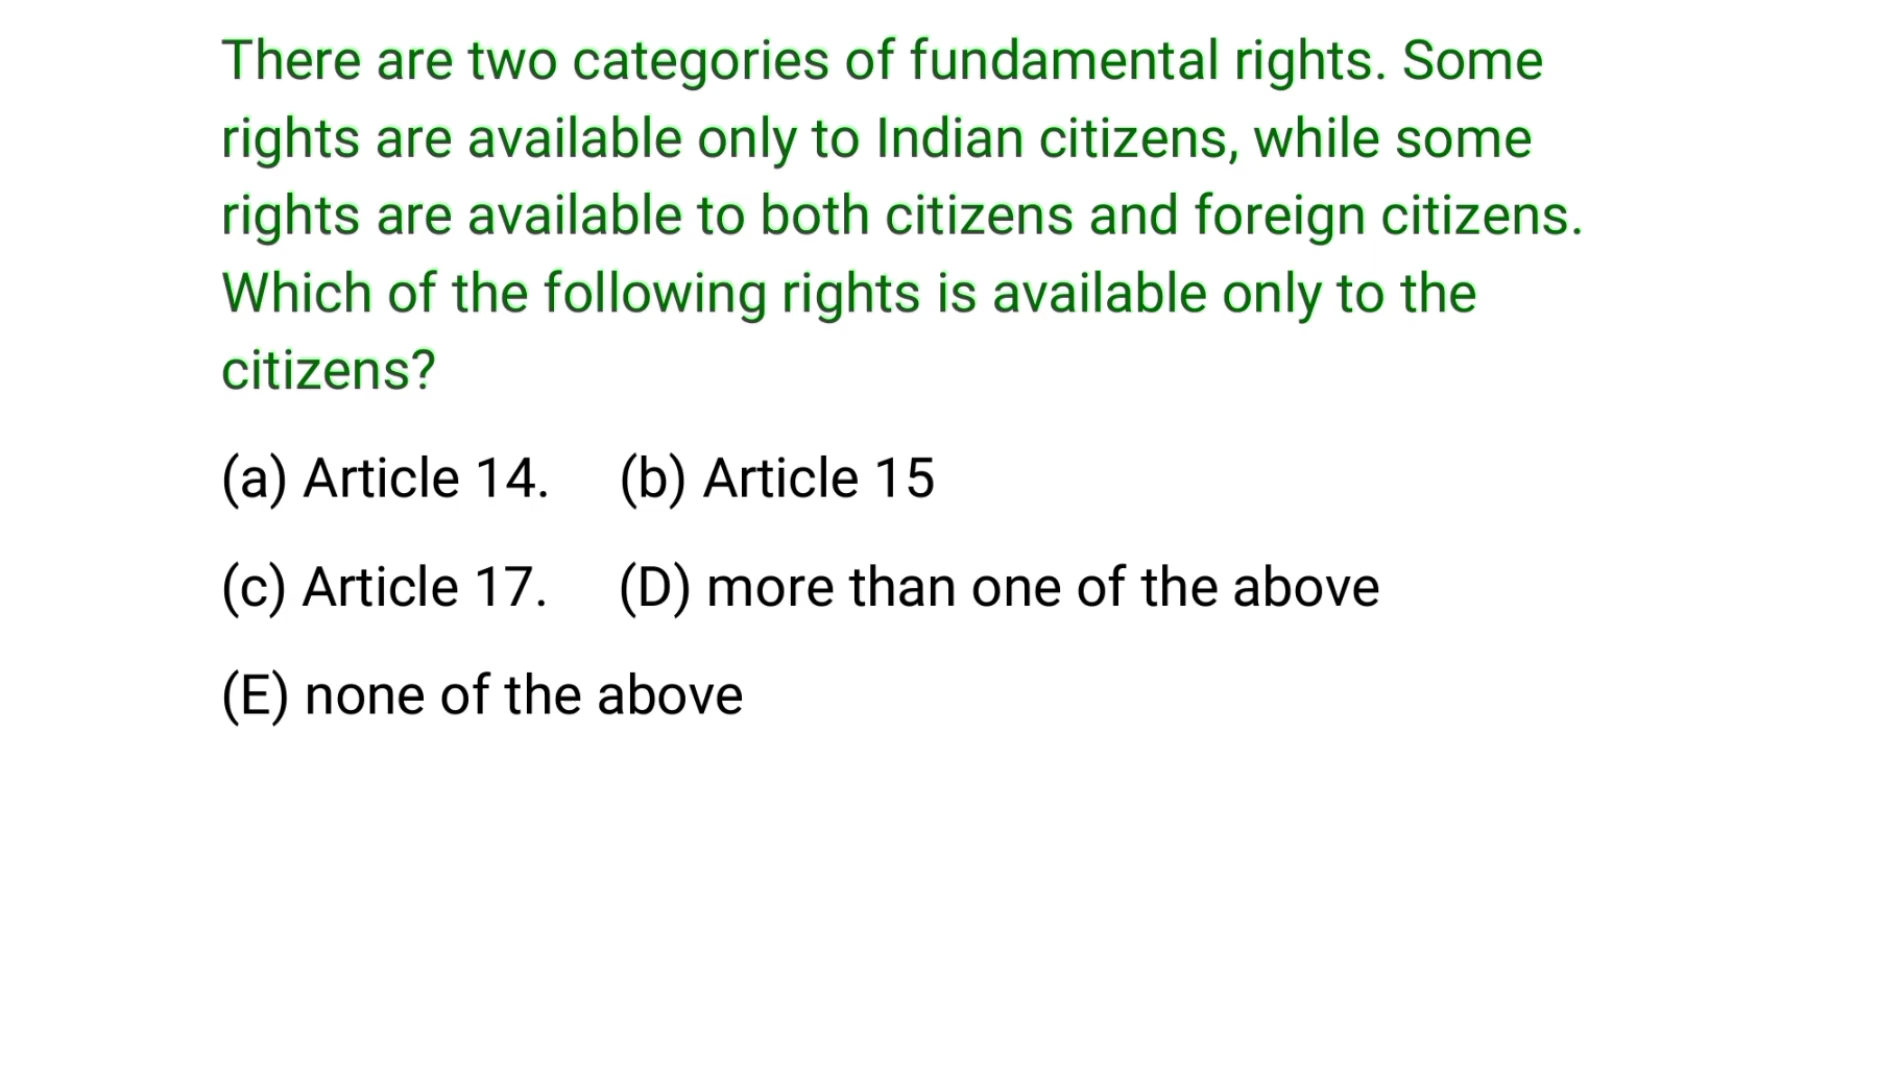 There are two categories of fundamental rights. Some
rights are available only to Indian citizens, while some
rights are available to both citizens and foreign citizens.
Which of the following rights is available only to the
citizens?
(a) Article 14. (b) Article 15
(c) Article 17. (D) more than one of the above
(E) none of the above